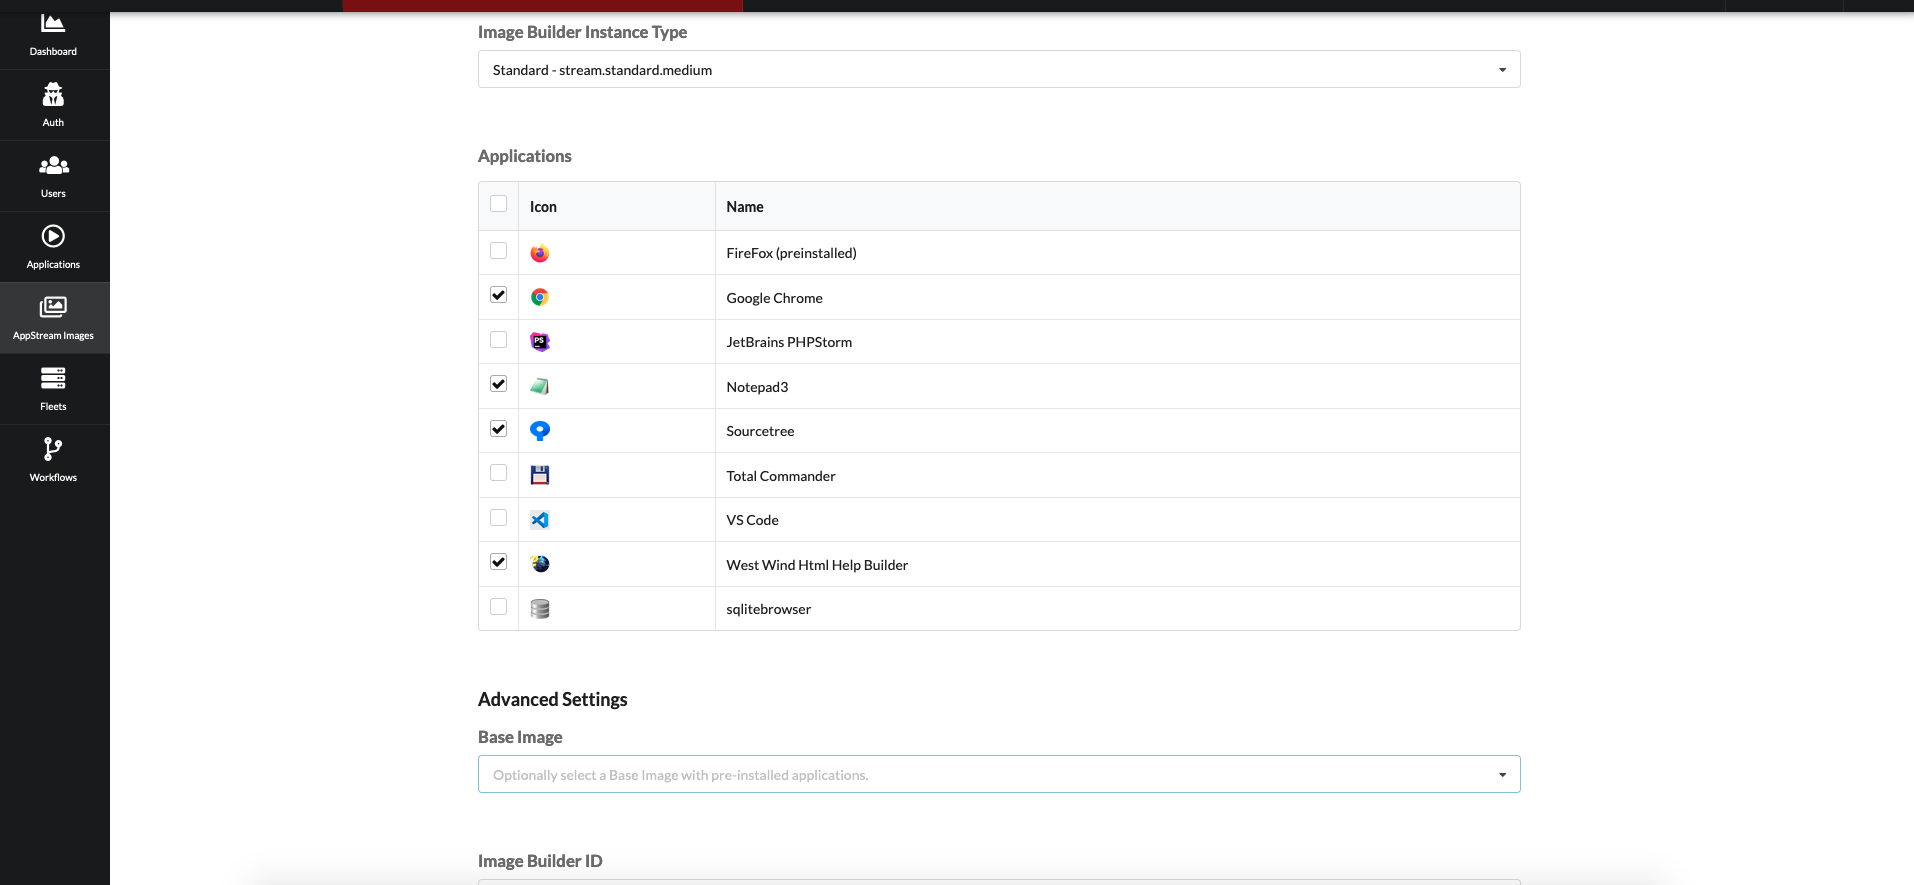 Dashboard
Auth
Users
Applications
AppStream Images
Fleets
Workflows
Image Builder Instance Type
Standard - stream.standard.medium
Applications
Icon Name
FireFox (preinstalled)
Google Chrome
PS JetBrains PHPStorm
Notepad3
Sourcetree
Total Commander
VS Code
West Wind Html Help Builder
sqlitebrowser
Advanced Settings
Base Image
Optionally select a Base Image with pre-installed applications.
Image Builder ID